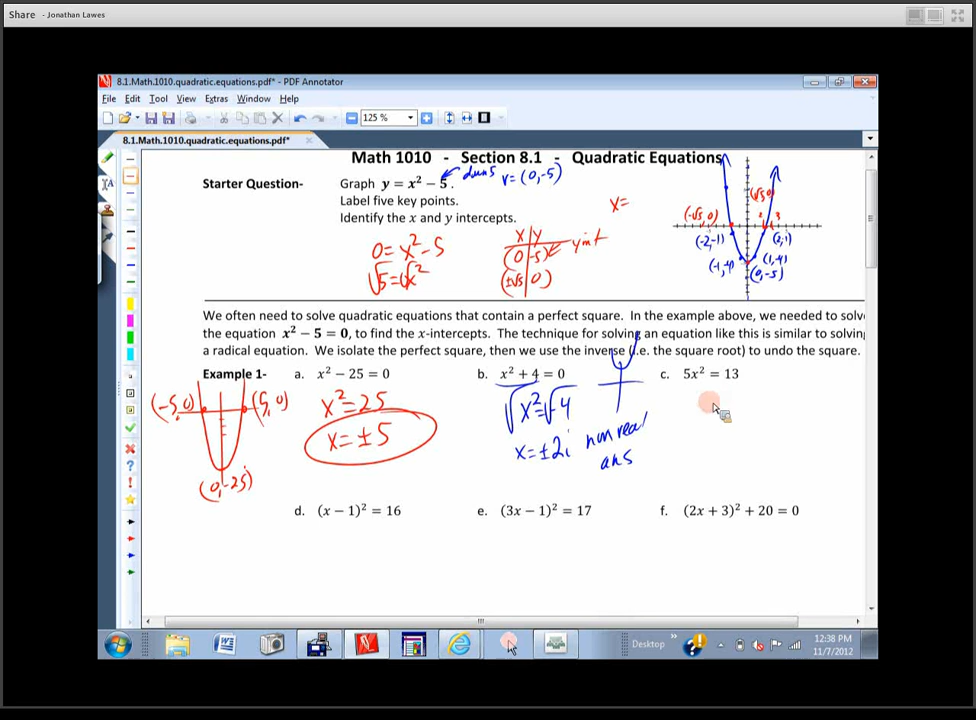 Share - Jonathan Lawes
8.1.Math.1010.quadratic.equations.pdf* - PDF Annotator
File Edit Tool View Extras Window Help
125 %
8.1.Math.1010.quadratic.equations.pdf*
Math 1010 - Section 8.1 - Quadratic Equations
Starter Question- Graph y = x² − 5.
down 5 V=(0,-5)
Label five key points.
Identify the x and y intercepts.
x=
0=x²-5
√5=√x²
X Y
0 -5 y int
±√5 0
(-√5,0) (√5,0)
2 3
(-2,-1) (2,-1)
(-1,-4) (1,-4)
(0,-5)
We often need to solve quadratic equations that contain a perfect square. In the example above, we needed to solv
the equation x² − 5 = 0, to find the x-intercepts. The technique for solving an equation like this is similar to solving
a radical equation. We isolate the perfect square, then we use the inverse (i.e. the square root) to undo the square.
Example 1- a. x² − 25 = 0 b. x² + 4 = 0 c. 5x² = 13
(-5,0) (5,0)
x²=25
x=±5
(0,-25)
√x²=√-4
x=±2i
non real
ans
d. (x − 1)² = 16 e. (3x − 1)² = 17 f. (2x + 3)² + 20 = 0
Desktop
12:38 PM
11/7/2012